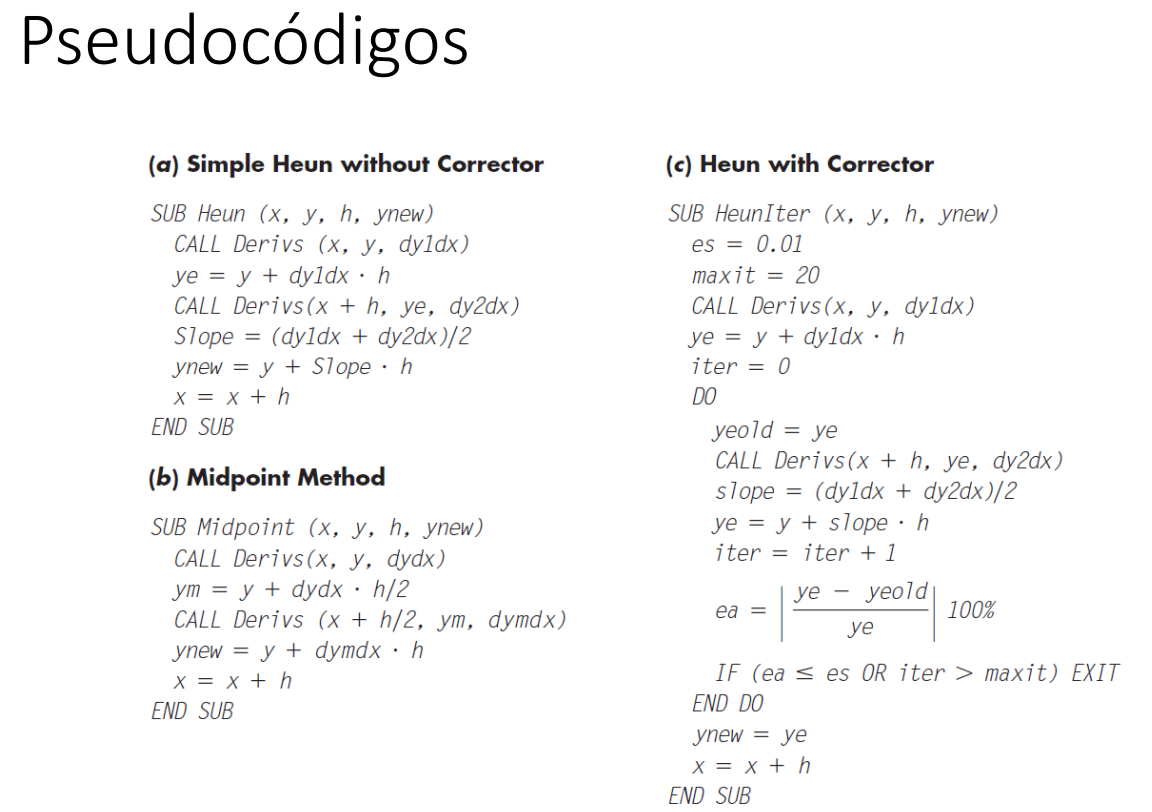 Pseudocódigos
(a) Simple Heun without Corrector
SUB Heun (x, y, h, ynew)
CALL Derivs (x, y, dy1dx)
ye = y + dy1dx · h
CALL Derivs(x + h, ye, dy2dx)
Slope = (dy1dx + dy2dx)/2
ynew = y + Slope · h
x = x + h
END SUB
(b) Midpoint Method
SUB Midpoint (x, y, h, ynew)
CALL Derivs(x, y, dydx)
ym = y + dydx · h/2
CALL Derivs (x + h/2, ym, dymdx)
ynew = y + dymdx · h
x = x + h
END SUB
(c) Heun with Corrector
SUB HeunIter (x, y, h, ynew)
es = 0.01
maxit = 20
CALL Derivs(x, y, dy1dx)
ye = y + dy1dx · h
iter = 0
DO
yeold = ye
CALL Derivs(x + h, ye, dy2dx)
slope = (dy1dx + dy2dx)/2
ye = y + slope · h
iter = iter + 1
ea = |(ye − yeold)/ye| 100%
IF (ea ≤ es OR iter > maxit) EXIT
END DO
ynew = ye
x = x + h
END SUB